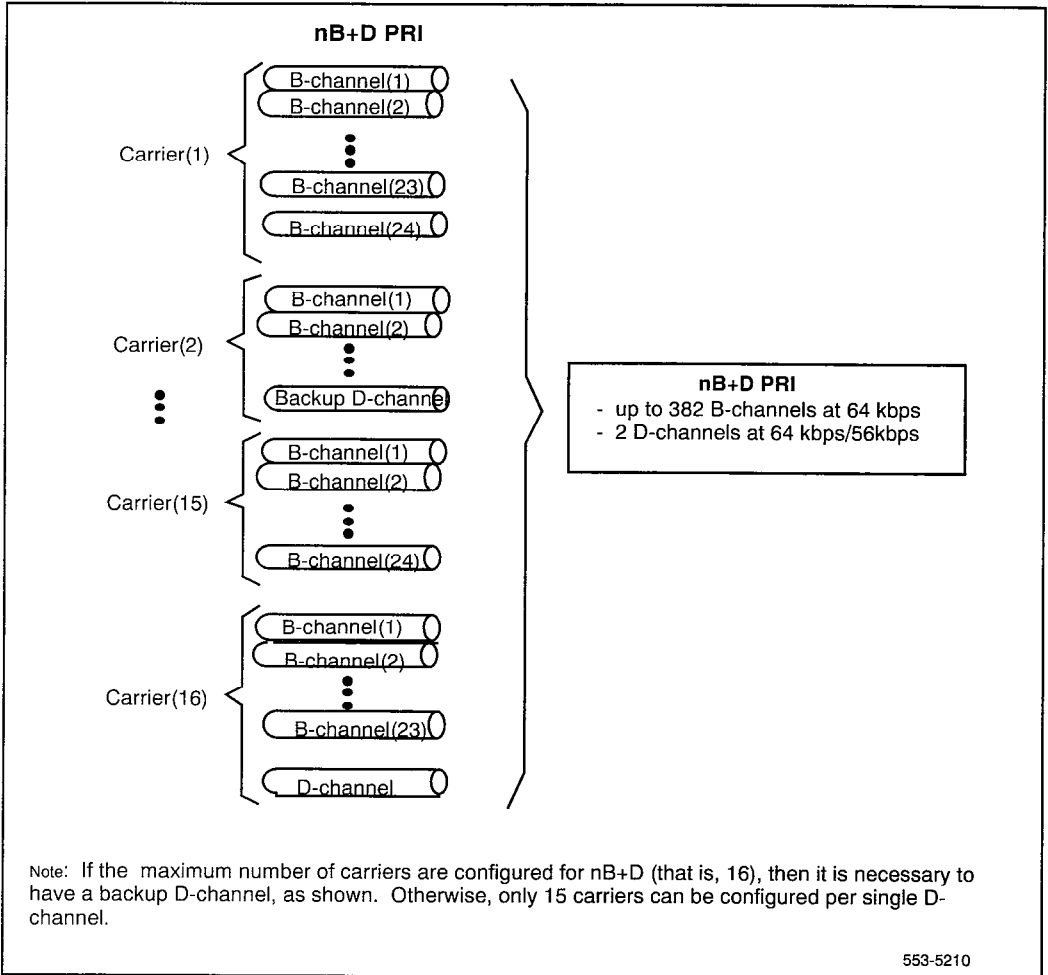 nB+D PRI
B-channel(1)
B-channel(2)
Carrier(1)
B-channel(23)
B-channel(24)
B-channel(1)
B-channel(2)
Carrier(2)
Backup D-channel
B-channel(1)
B-channel(2)
Carrier(15)
B-channel(24)
B-channel(1)
B-channel(2)
Carrier(16)
B-channel(23)
D-channel
nB+D PRI
- up to 382 B-channels at 64 kbps
- 2 D-channels at 64 kbps/56kbps
Note: If the maximum number of carriers are configured for nB+D (that is, 16), then it is necessary to
have a backup D-channel, as shown. Otherwise, only 15 carriers can be configured per single D-
channel.
553-5210